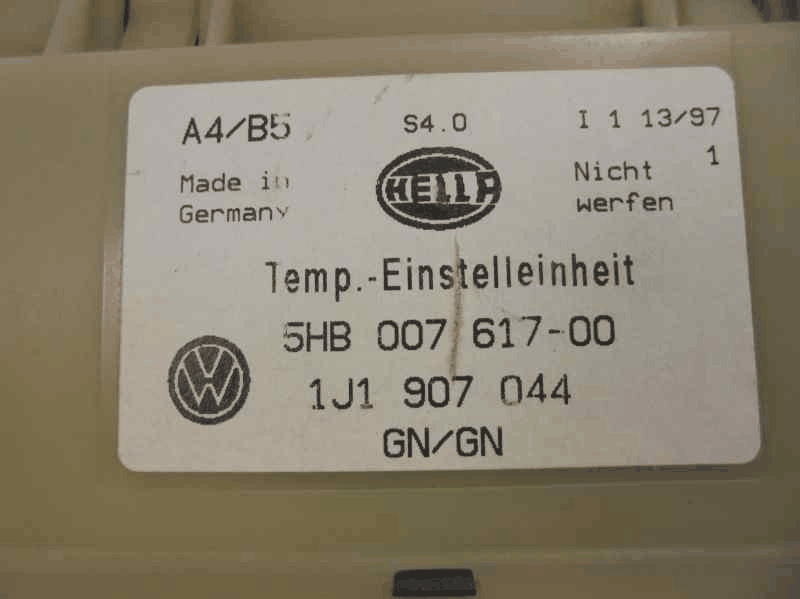 A4/B5 S4.0 I 1 13/97
1
Made in
Germany
HELLA
Nicht
werfen
Temp.-Einstelleinheit
5HB 007 617-00
VW
1J1 907 044
GN/GN